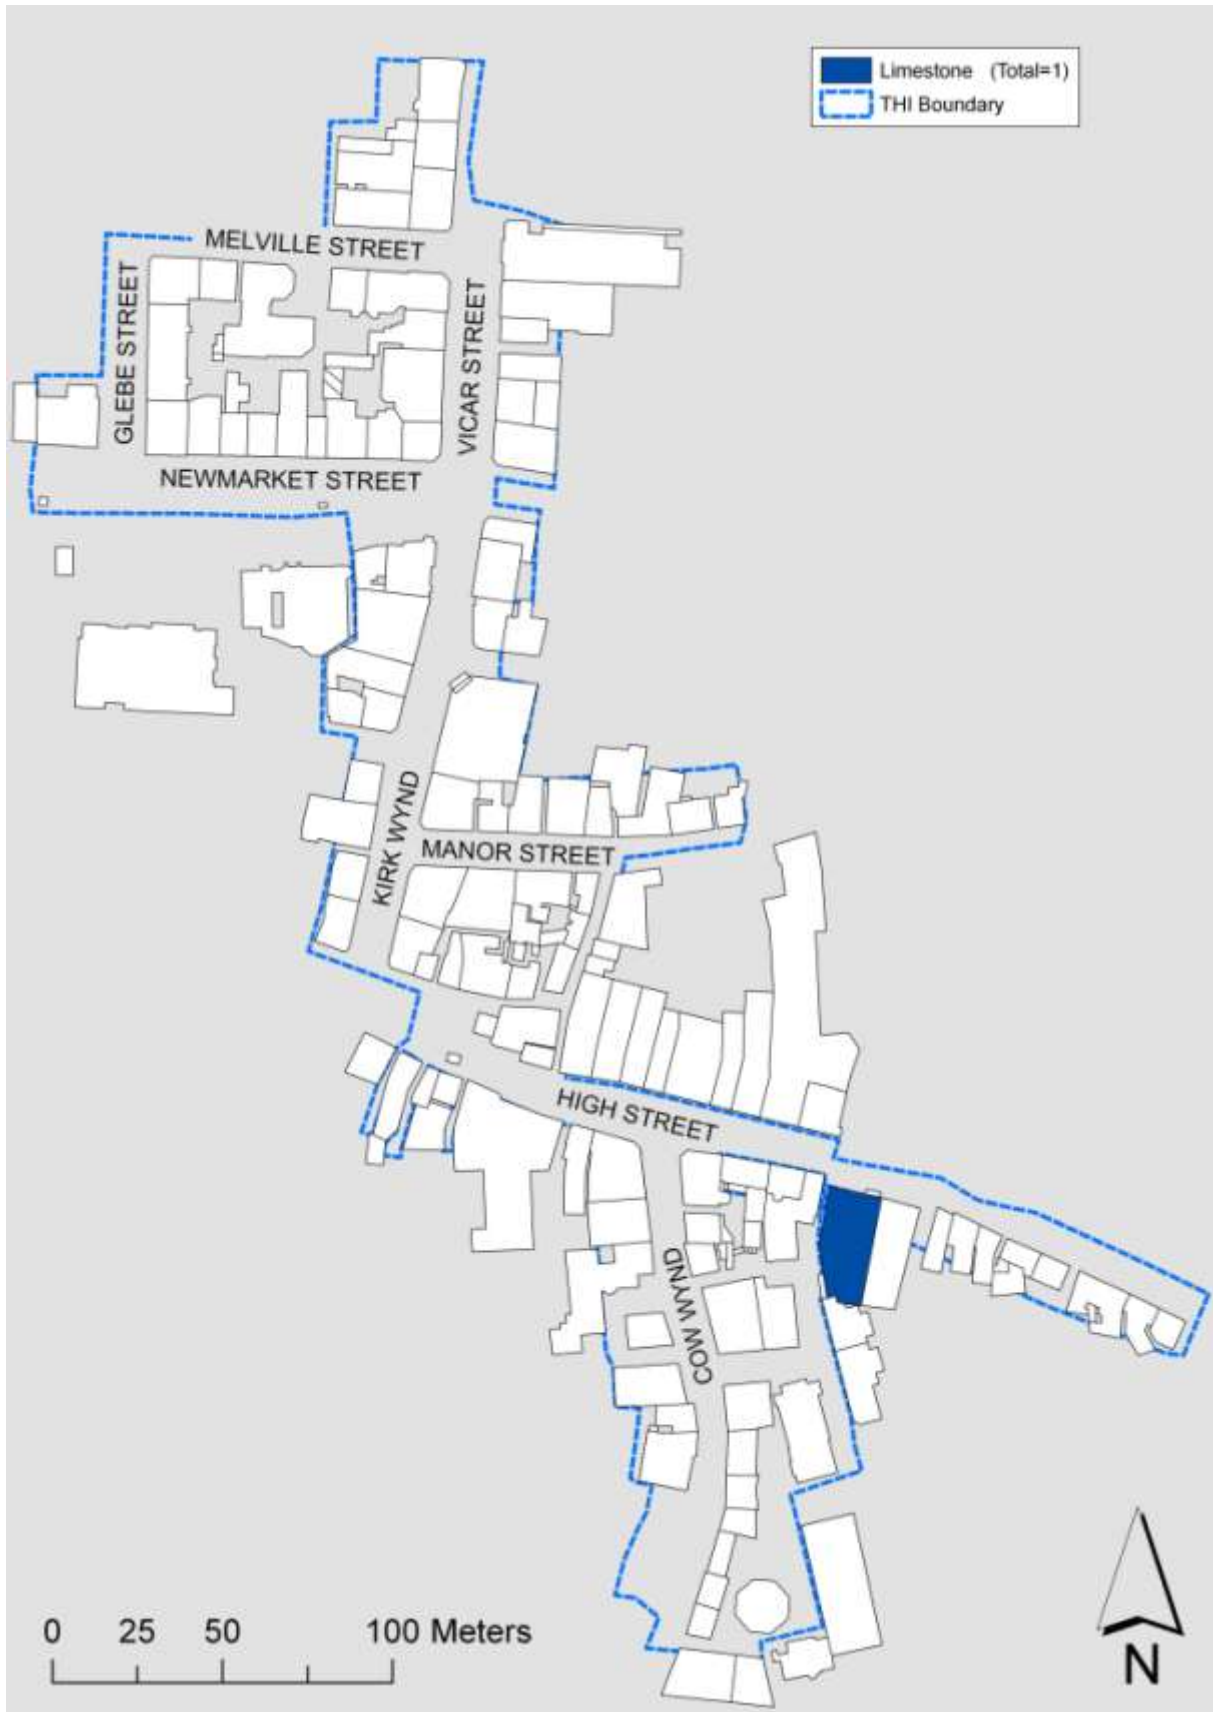 Limestone (Total=1)
THI Boundary
MELVILLE STREET
GLEBE STREET
VICAR STREET
NEWMARKET STREET
KIRK WYND
MANOR STREET
HIGH STREET
COW WYND
0 25 50 100 Meters
N